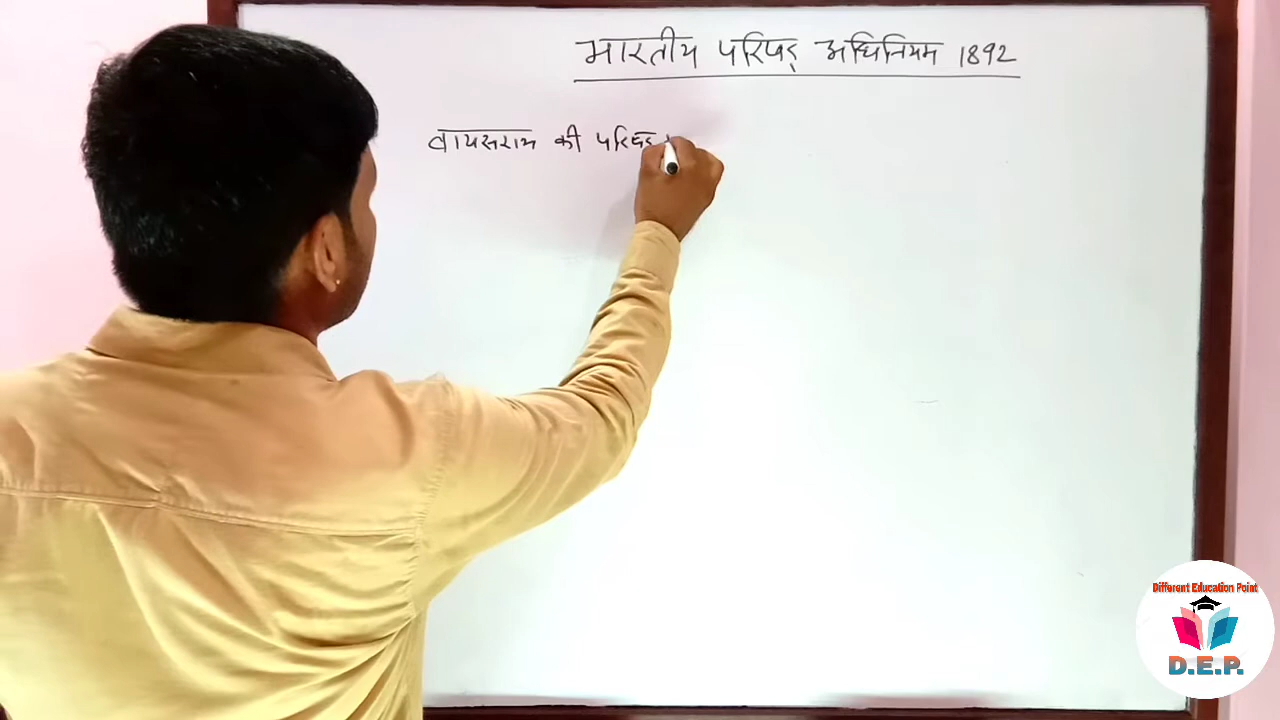 भारतीय परिषद् अधिनियम 1892
वायसराय की परिषद
Different Education Point
D.E.P.